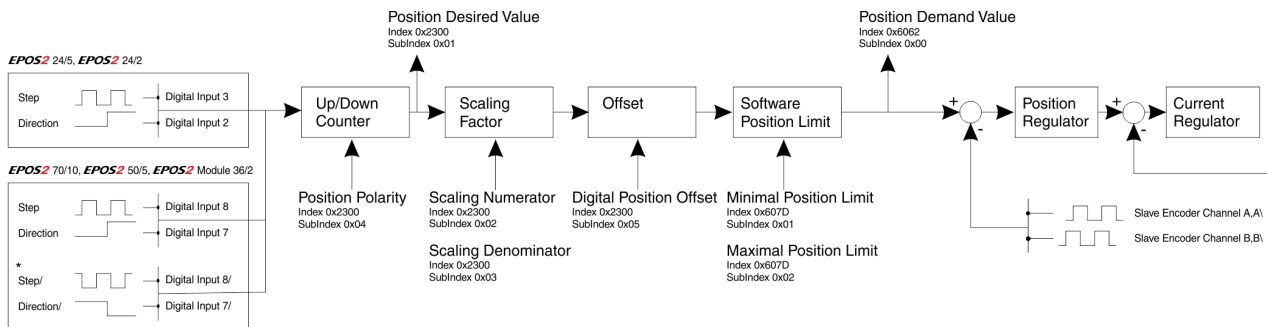 Position Desired Value
Index 0x2300
SubIndex 0x01
Position Demand Value
Index 0x6062
SubIndex 0x00
EPOS2 24/5, EPOS2 24/2
Step
Digital Input 3
Direction
Digital Input 2
Up/Down
Counter
Scaling
Factor
Offset
Software
Position Limit
+
-
Position
Regulator
+
-
Current
Regulator
EPOS2 70/10, EPOS2 50/5, EPOS2 Module 36/2
Step
Digital Input 8
Direction
Digital Input 7
*
Step/
Digital Input 8/
Direction/
Digital Input 7/
Position Polarity
Index 0x2300
SubIndex 0x04
Scaling Numerator
Index 0x2300
SubIndex 0x02
Scaling Denominator
Index 0x2300
SubIndex 0x03
Digital Position Offset
Index 0x2300
SubIndex 0x05
Minimal Position Limit
Index 0x607D
SubIndex 0x01
Maximal Position Limit
Index 0x607D
SubIndex 0x02
Slave Encoder Channel A,A\
Slave Encoder Channel B,B\